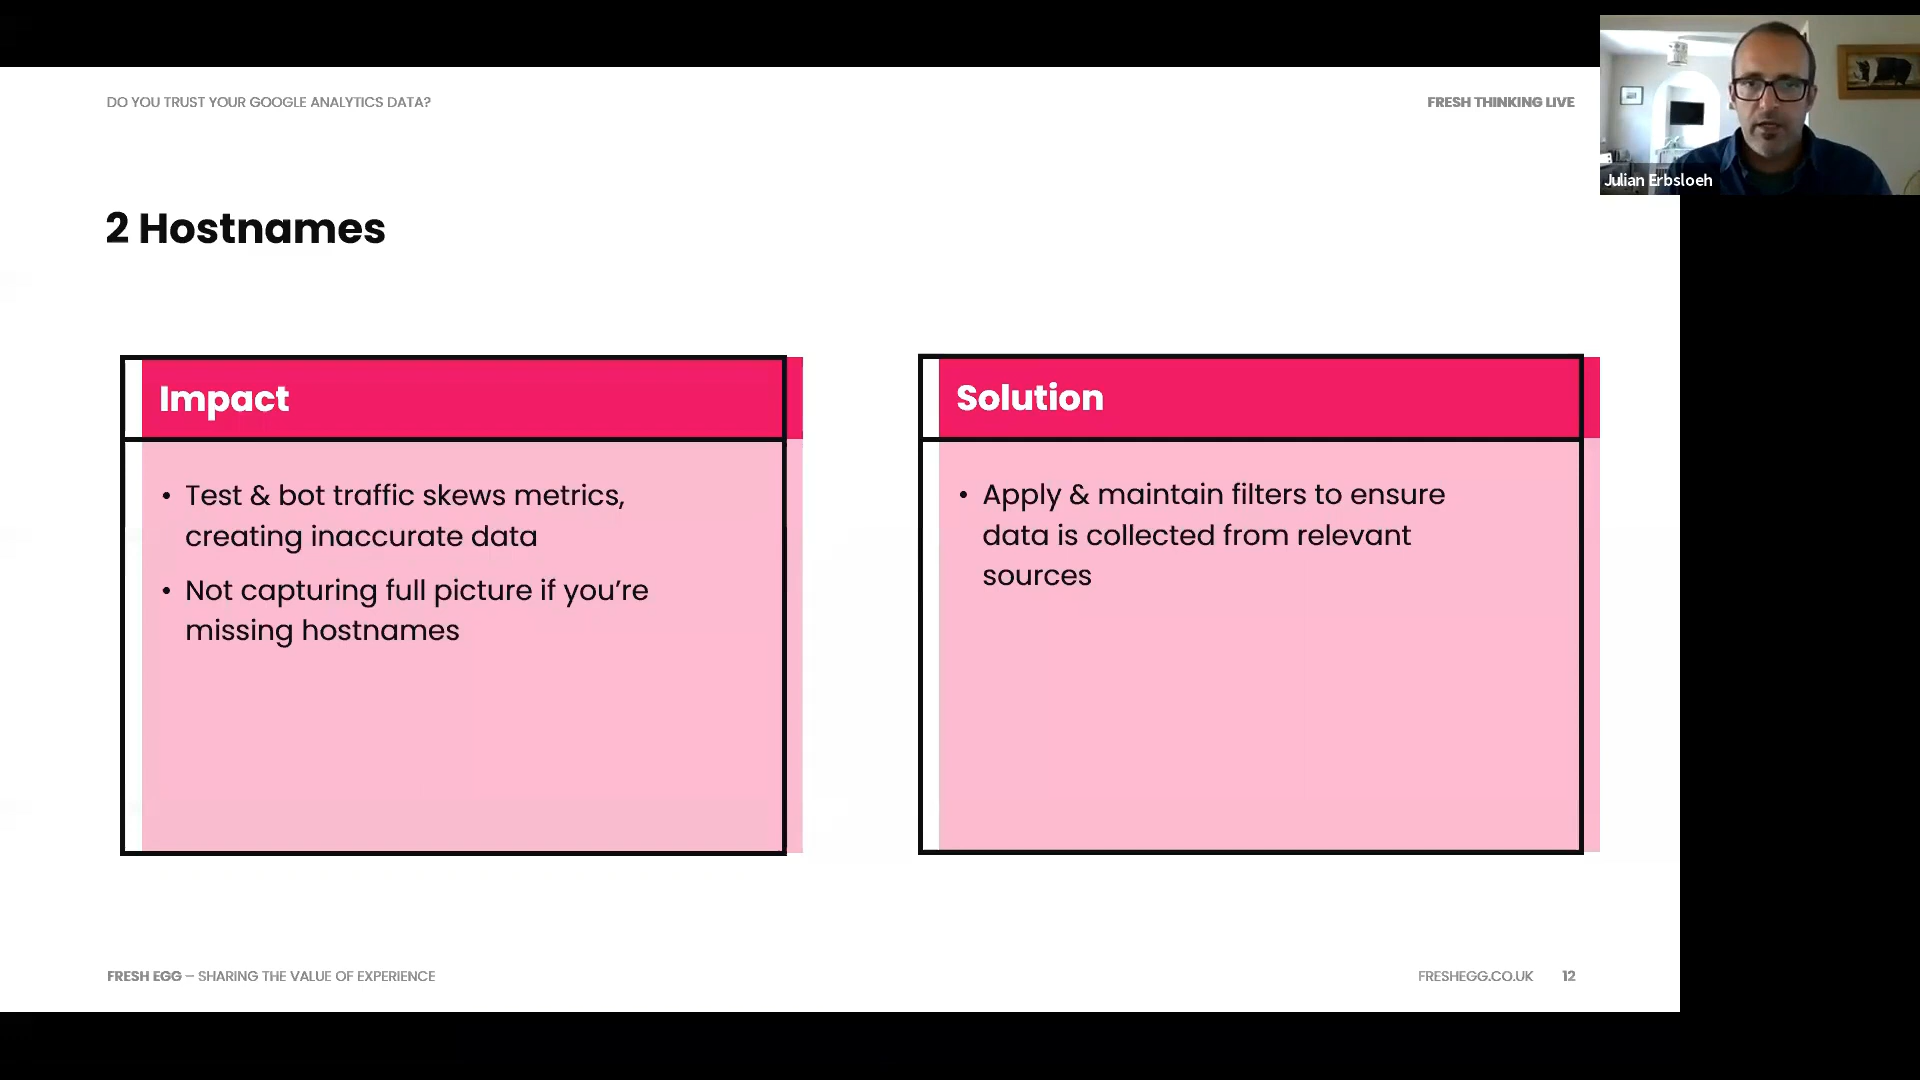 DO YOU TRUST YOUR GOOGLE ANALYTICS DATA?
FRESH THINKING LIVE
Julian Erbsloeh
2 Hostnames
Impact
• Test & bot traffic skews metrics,
creating inaccurate data
• Not capturing full picture if you’re
missing hostnames
Solution
• Apply & maintain filters to ensure
data is collected from relevant
sources
FRESH EGG – SHARING THE VALUE OF EXPERIENCE
FRESHEGG.CO.UK 12